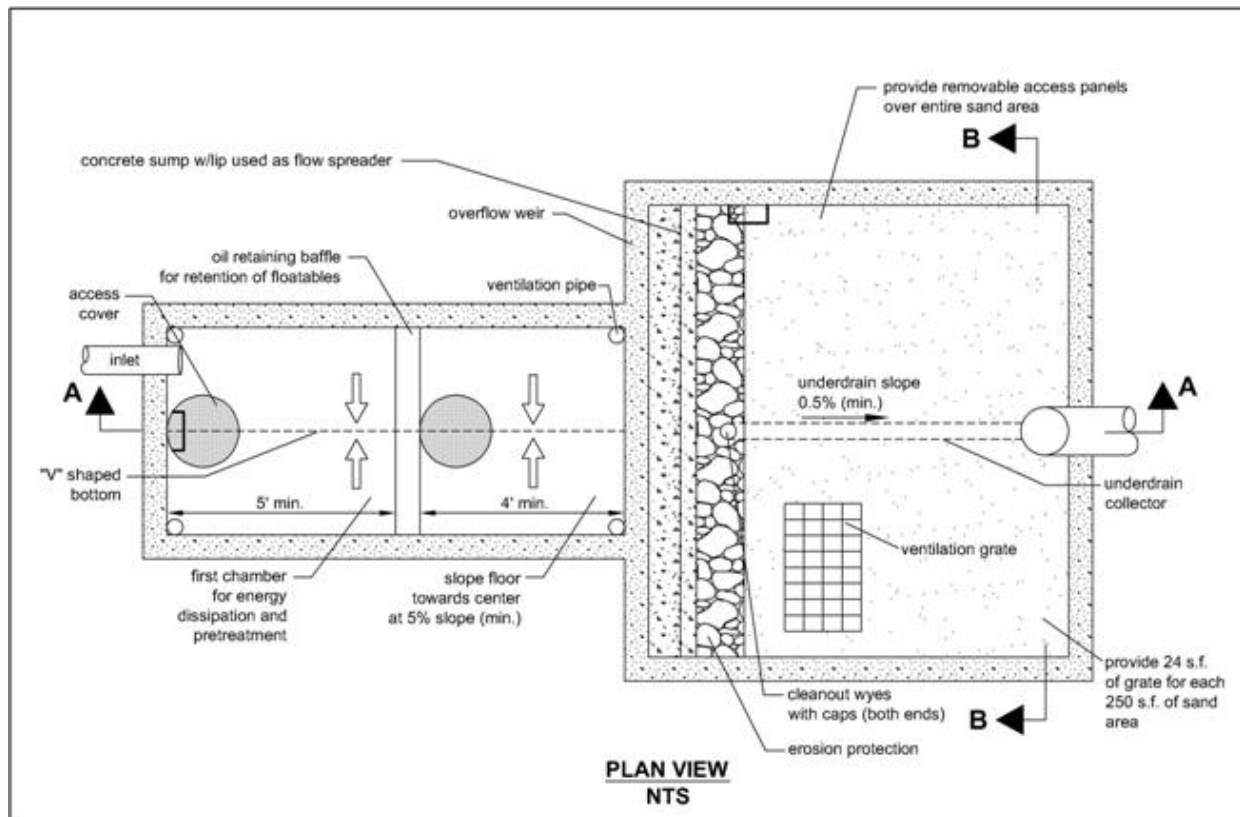 provide removable access panels
over entire sand area
B
concrete sump w/lip used as flow spreader
overflow weir
oil retaining baffle
for retention of floatables
ventilation pipe
access
cover
inlet
A
underdrain slope
0.5% (min.)
A
"V" shaped
bottom
5' min.
4' min.
underdrain
collector
ventilation grate
first chamber
for energy
dissipation and
pretreatment
slope floor
towards center
at 5% slope (min.)
cleanout wyes
with caps (both ends)
B
provide 24 s.f.
of grate for each
250 s.f. of sand
area
erosion protection
PLAN VIEW
NTS